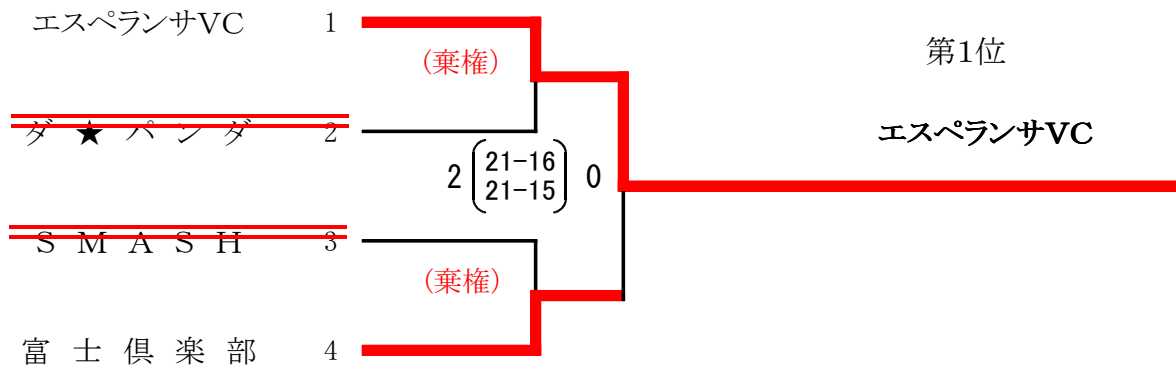 エスペランサVC 1
(棄権)
第1位
ダ★パンダ 2
エスペランサVC
2 21-16 0
21-15
SMASH 3
(棄権)
富士倶楽部 4